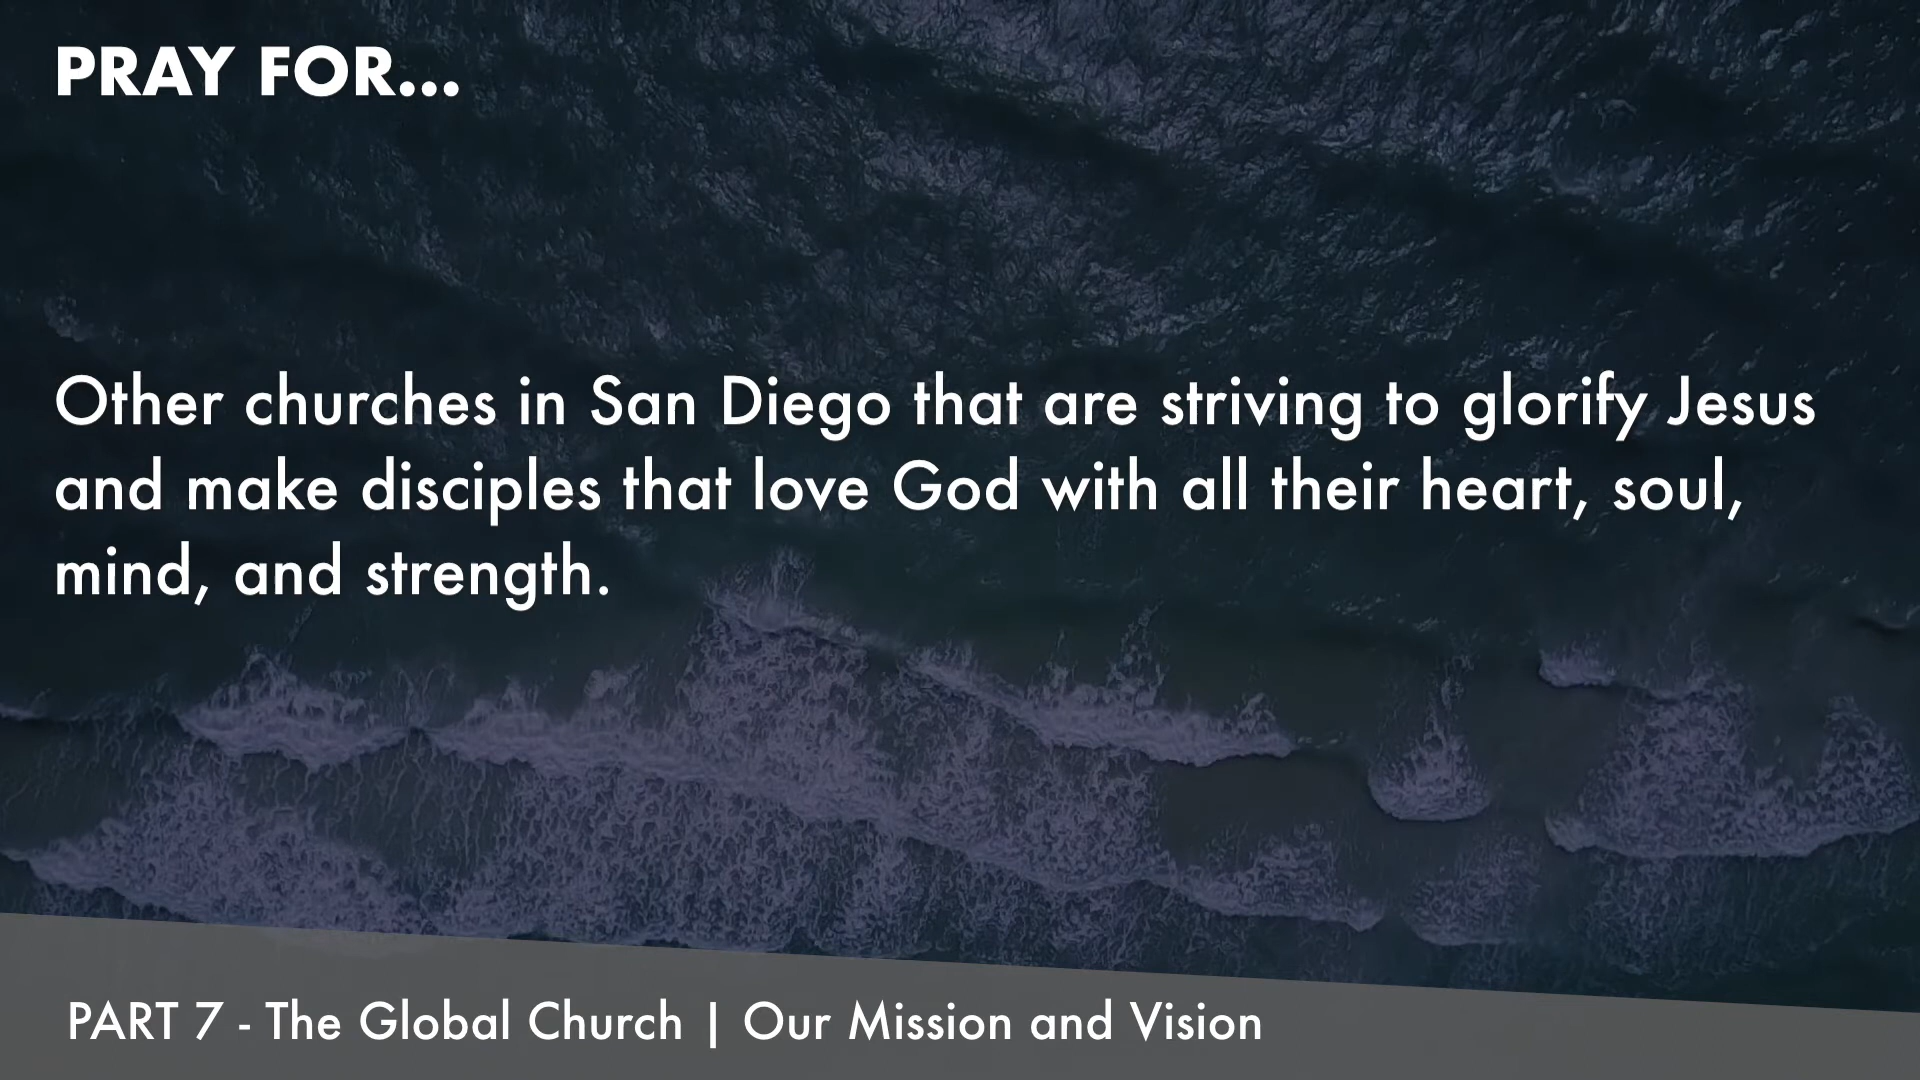 PRAY FOR...
Other churches in San Diego that are striving to glorify Jesus
and make disciples that love God with all their heart, soul,
mind, and strength.
PART 7 - The Global Church | Our Mission and Vision